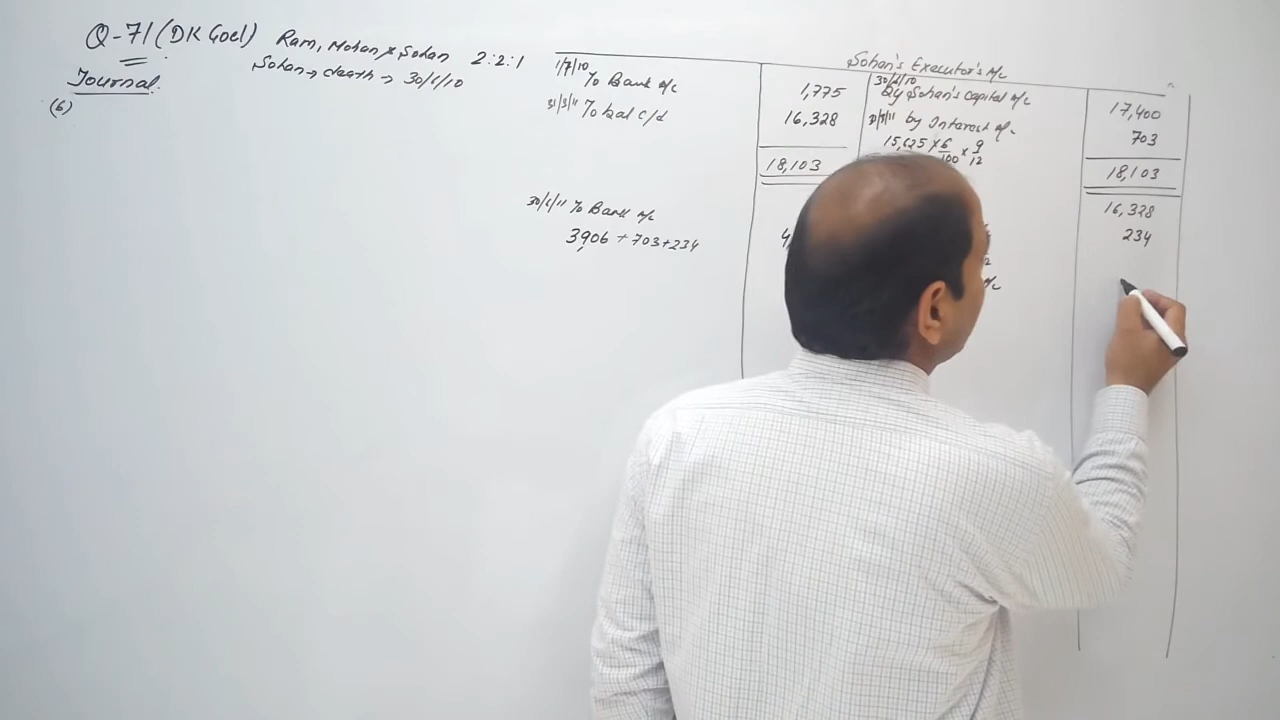 Q-71 (DK Goel) Ram, Mohan & Sohan 2:2:1
Sohan → death → 30/6/10
Journal
(6)
Sohan's Executor's A/c
1/7/10 To Bank A/c 1,775
31/3/11 To bal c/d 16,328
18,103
30/6/10 By Sohan's Capital A/c 17,400
31/3/11 by Interest A/c 703
15,625 × 6/100 × 9/12
18,103
30/6/11 To Bank A/c
3,906 + 703 + 234
16,328
234
A/c